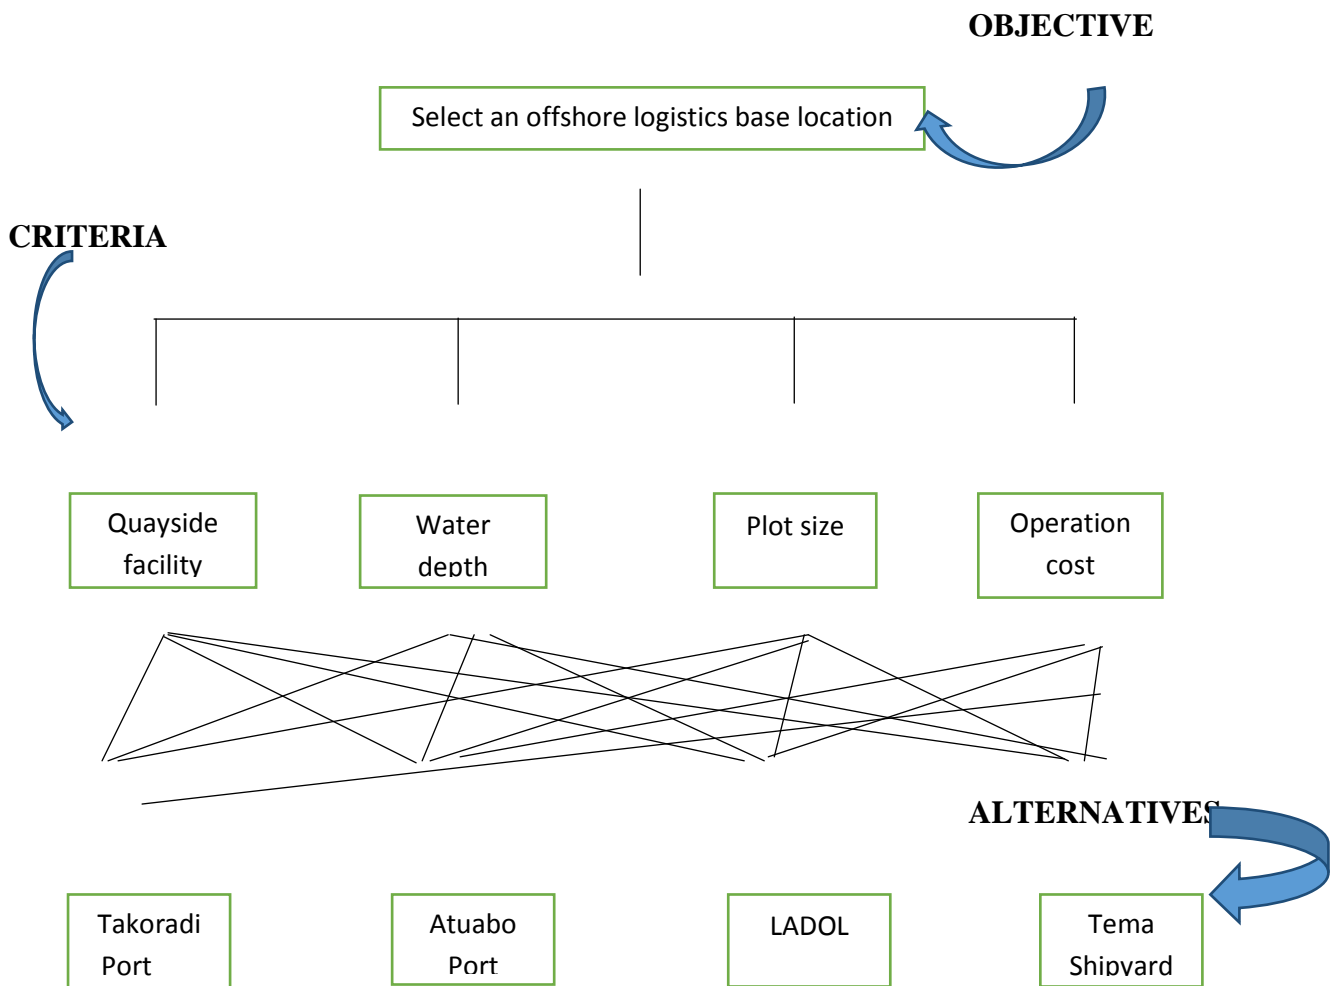 OBJECTIVE
Select an offshore logistics base location
CRITERIA
Quayside
facility
Water
depth
Plot size
Operation
cost
ALTERNATIVES
Takoradi
Port
Atuabo
Port
LADOL
Tema
Shipyard